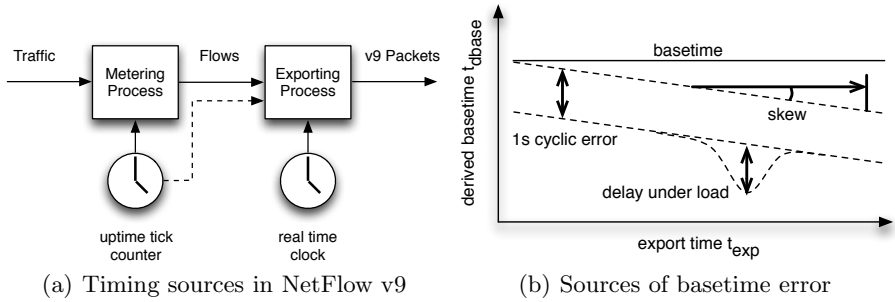 Traffic
Metering
Process
Flows
Exporting
Process
v9 Packets
uptime tick
counter
real time
clock
(a) Timing sources in NetFlow v9
derived basetime t_dbase
basetime
skew
1s cyclic error
delay under load
export time t_exp
(b) Sources of basetime error